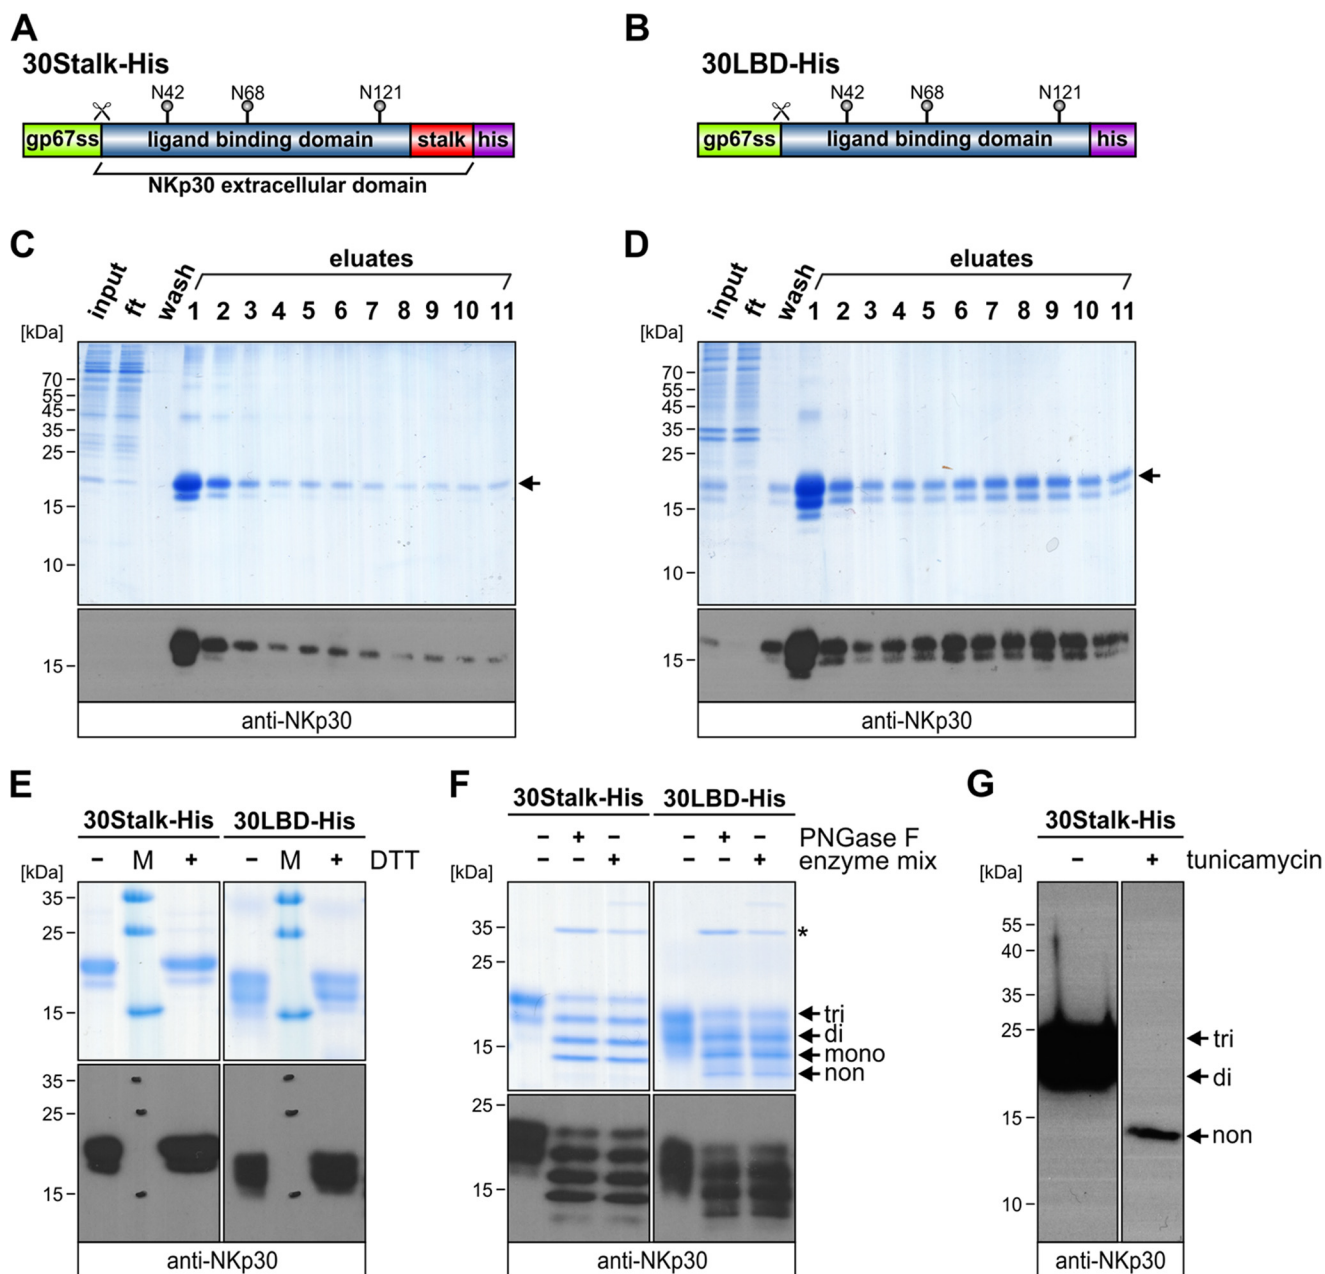 A
30Stalk-His
N42 N68 N121
gp67ss ligand binding domain stalk his
NKp30 extracellular domain
B
30LBD-His
N42 N68 N121
gp67ss ligand binding domain his
C
eluates
input ft wash 1 2 3 4 5 6 7 8 9 10 11
[kDa]
70
55
45
35
25
15
10
15
anti-NKp30
D
eluates
input ft wash 1 2 3 4 5 6 7 8 9 10 11
[kDa]
70
55
45
35
25
15
10
15
anti-NKp30
E
30Stalk-His 30LBD-His
- M + - M + DTT
[kDa]
35
25
15
35
25
15
anti-NKp30
F
30Stalk-His 30LBD-His
- + - - + - PNGase F
- - + - - + enzyme mix
[kDa]
35 *
25
tri
di
15 mono
non
25
15
anti-NKp30
G
30Stalk-His
- + tunicamycin
[kDa]
55
40
35
25
tri
di
15
non
10
anti-NKp30